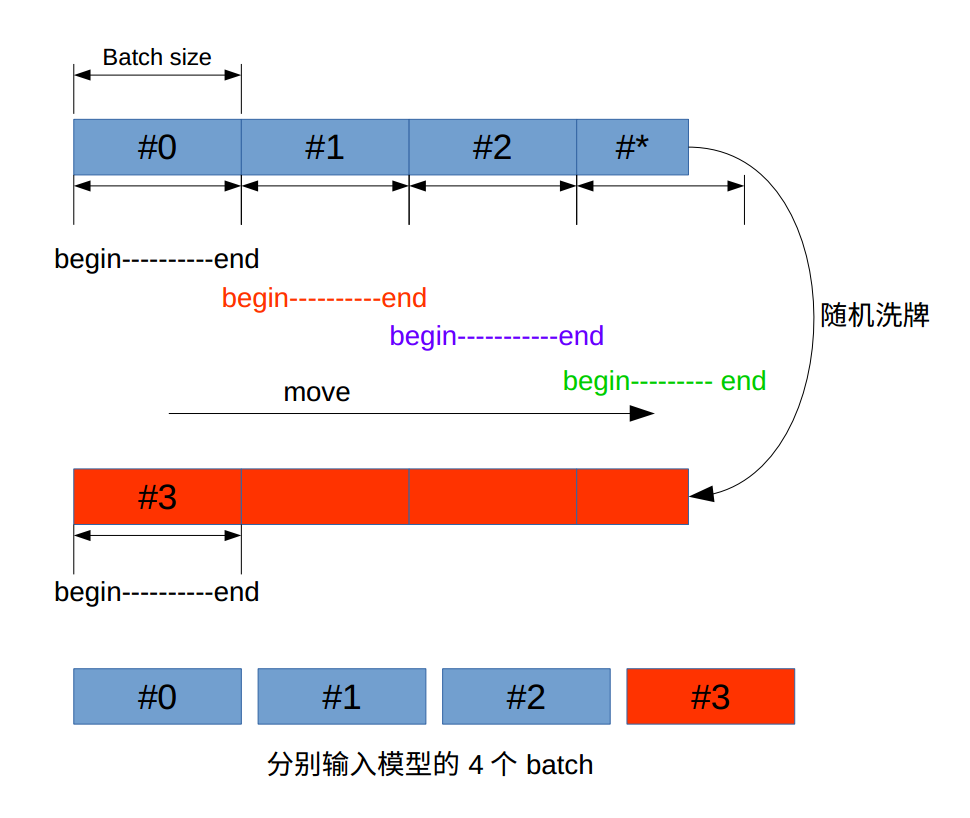 Batch size
#0 #1 #2 #*
begin----------end
begin----------end
begin-----------end
begin--------- end
随机洗牌
move
#3
begin----------end
#0 #1 #2 #3
分别输入模型的 4 个 batch